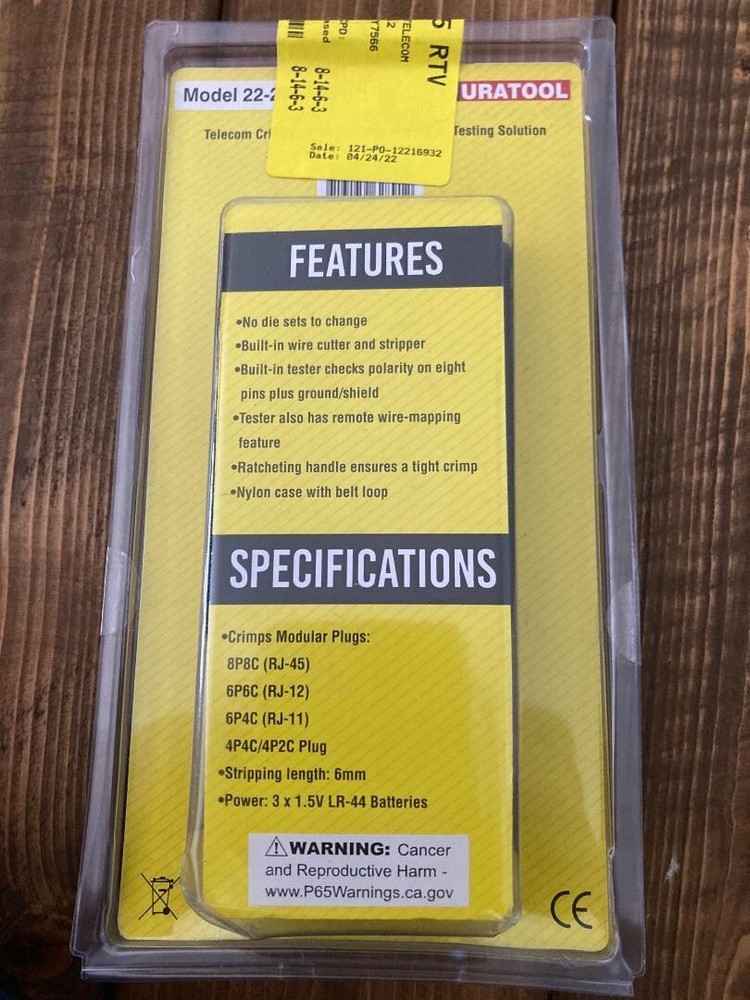 5 RTV
TELECOM
2
Y7566
CPD:
ased
8-14-6-3
8-14-6-3
Sale: 121-PO-12216932
Date: 04/24/22
Model 22-2
URATOOL
Telecom Cri
Testing Solution
FEATURES
•No die sets to change
•Built-in wire cutter and stripper
•Built-in tester checks polarity on eight
pins plus ground/shield
•Tester also has remote wire-mapping
feature
•Ratcheting handle ensures a tight crimp
•Nylon case with belt loop
SPECIFICATIONS
•Crimps Modular Plugs:
8P8C (RJ-45)
6P6C (RJ-12)
6P4C (RJ-11)
4P4C/4P2C Plug
•Stripping length: 6mm
•Power: 3 x 1.5V LR-44 Batteries
⚠WARNING: Cancer
and Reproductive Harm -
www.P65Warnings.ca.gov
CE